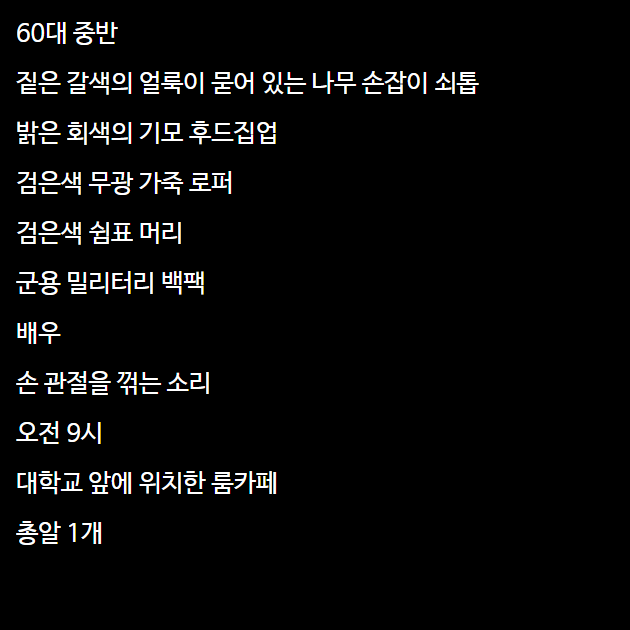 60대 중반
짙은 갈색의 얼룩이 묻어 있는 나무 손잡이 쇠톱
밝은 회색의 기모 후드집업
검은색 무광 가죽 로퍼
검은색 쉼표 머리
군용 밀리터리 백팩
배우
손 관절을 꺾는 소리
오전 9시
대학교 앞에 위치한 룸카페
총알 1개